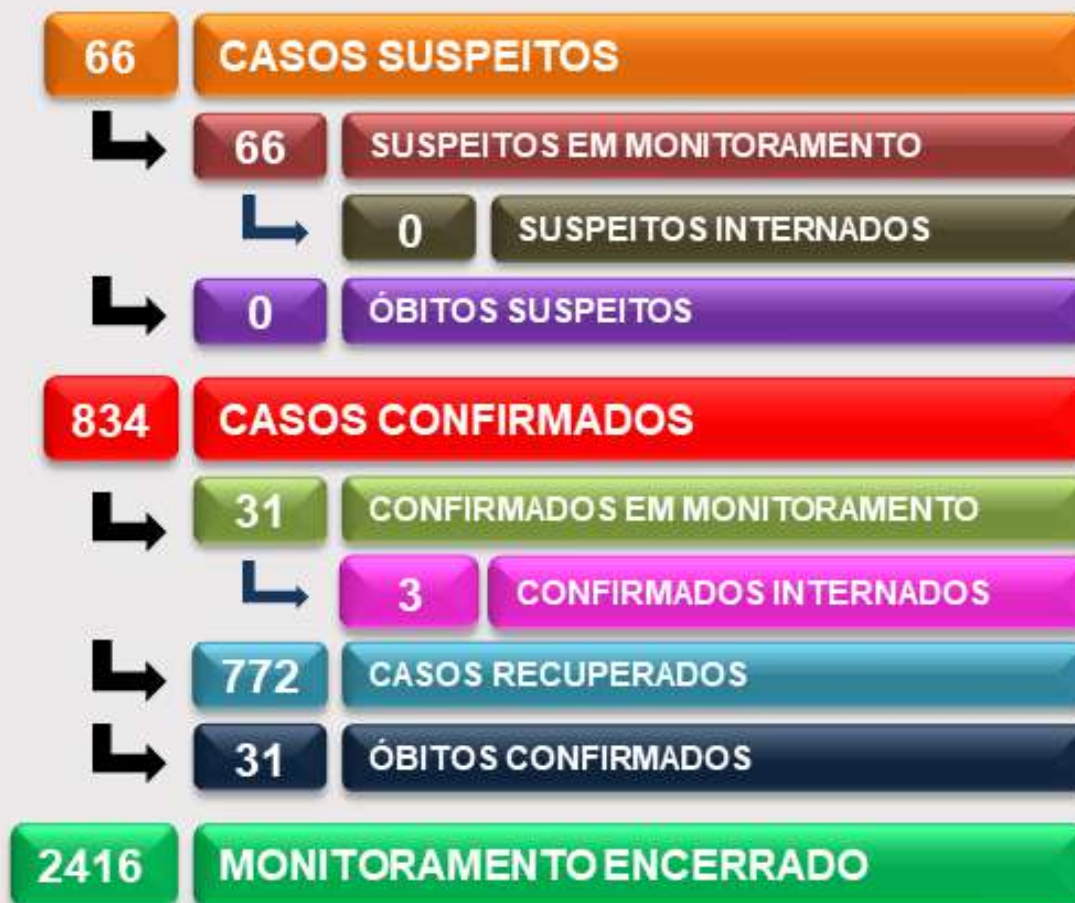 66 CASOS SUSPEITOS
66 SUSPEITOS EM MONITORAMENTO
0 SUSPEITOS INTERNADOS
0 ÓBITOS SUSPEITOS
834 CASOS CONFIRMADOS
31 CONFIRMADOS EM MONITORAMENTO
3 CONFIRMADOS INTERNADOS
772 CASOS RECUPERADOS
31 ÓBITOS CONFIRMADOS
2416 MONITORAMENTO ENCERRADO